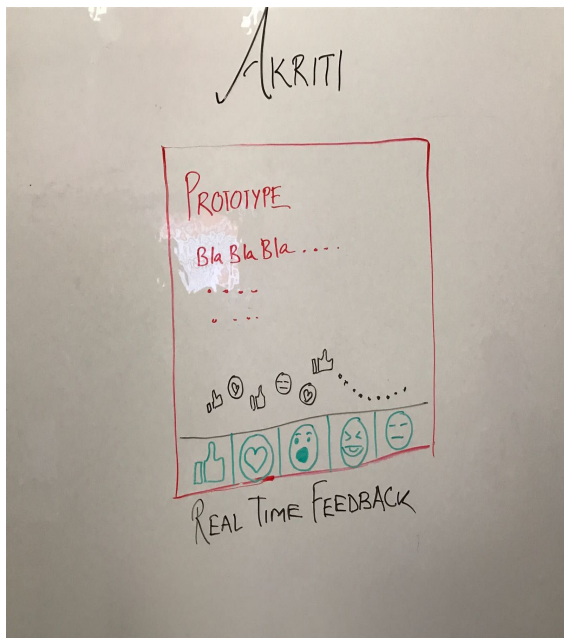 AKRITI
PROTOTYPE
Bla Bla Bla.....
....
....
REAL TIME FEEDBACK